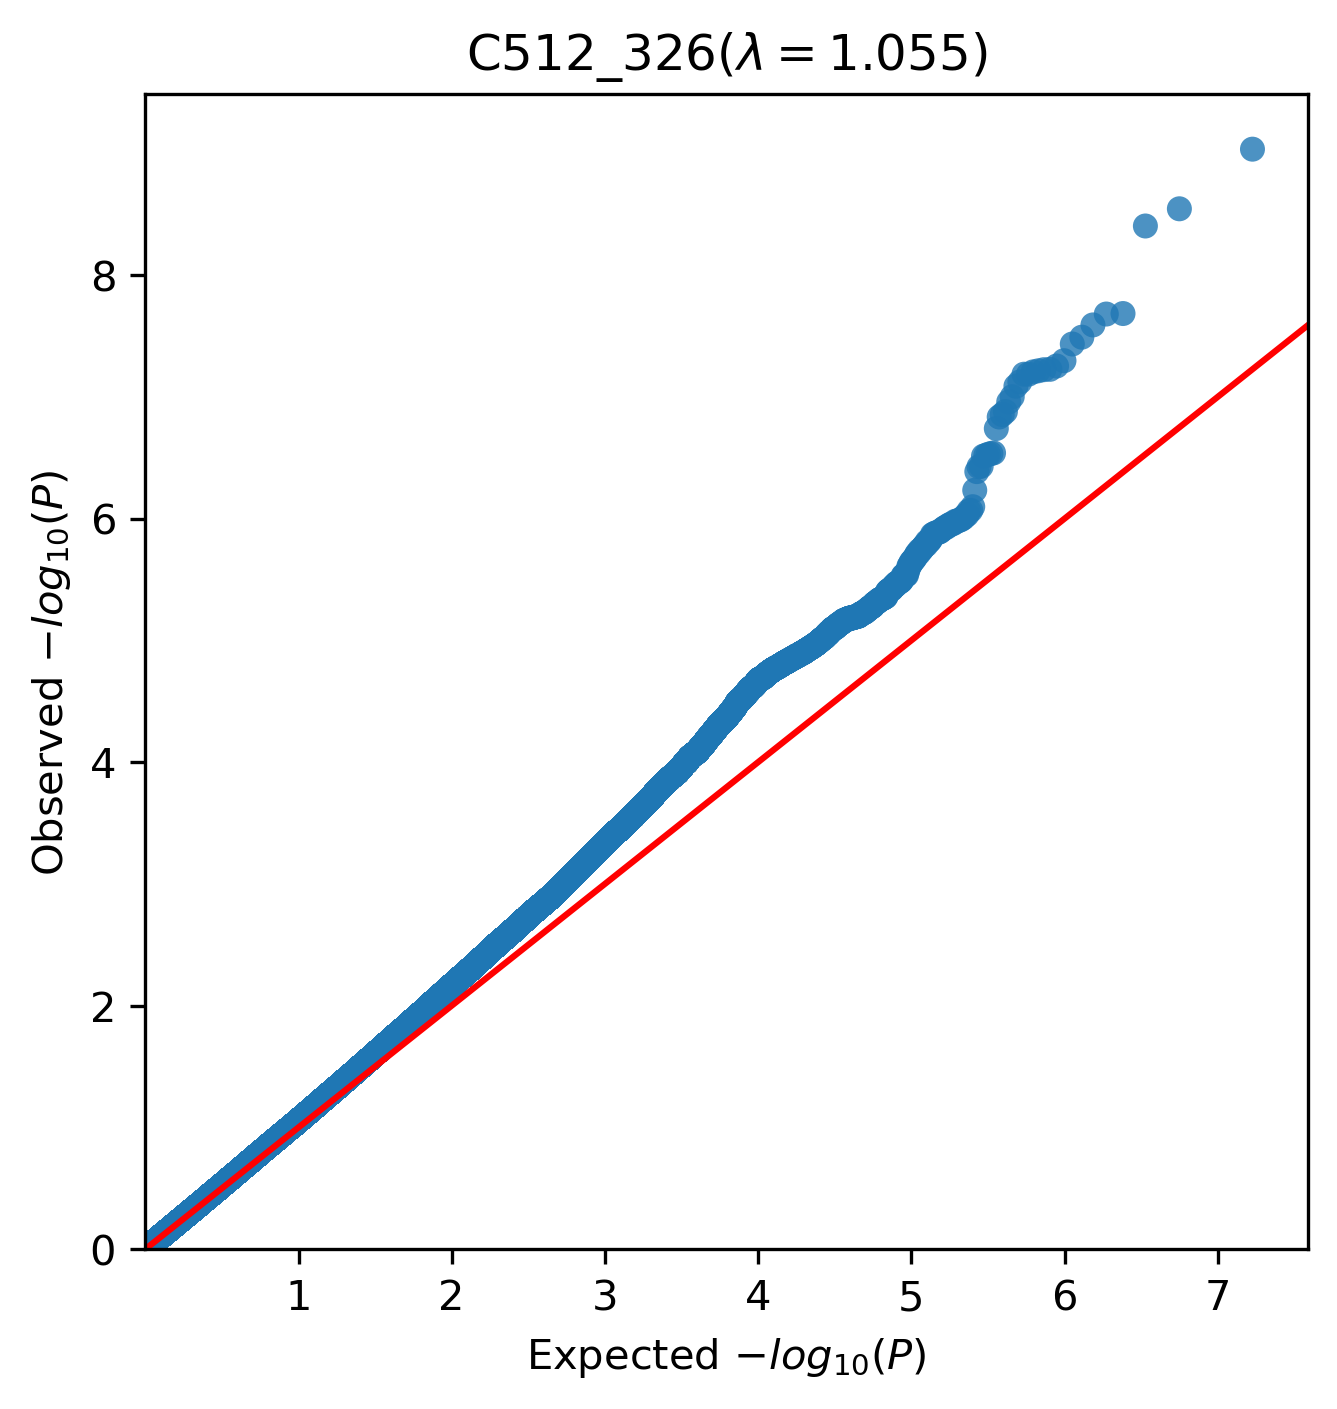 C512_326(λ = 1.055)
8
6
4
2
0
Observed −log₁₀(P)
1 2 3 4 5 6 7
Expected −log₁₀(P)